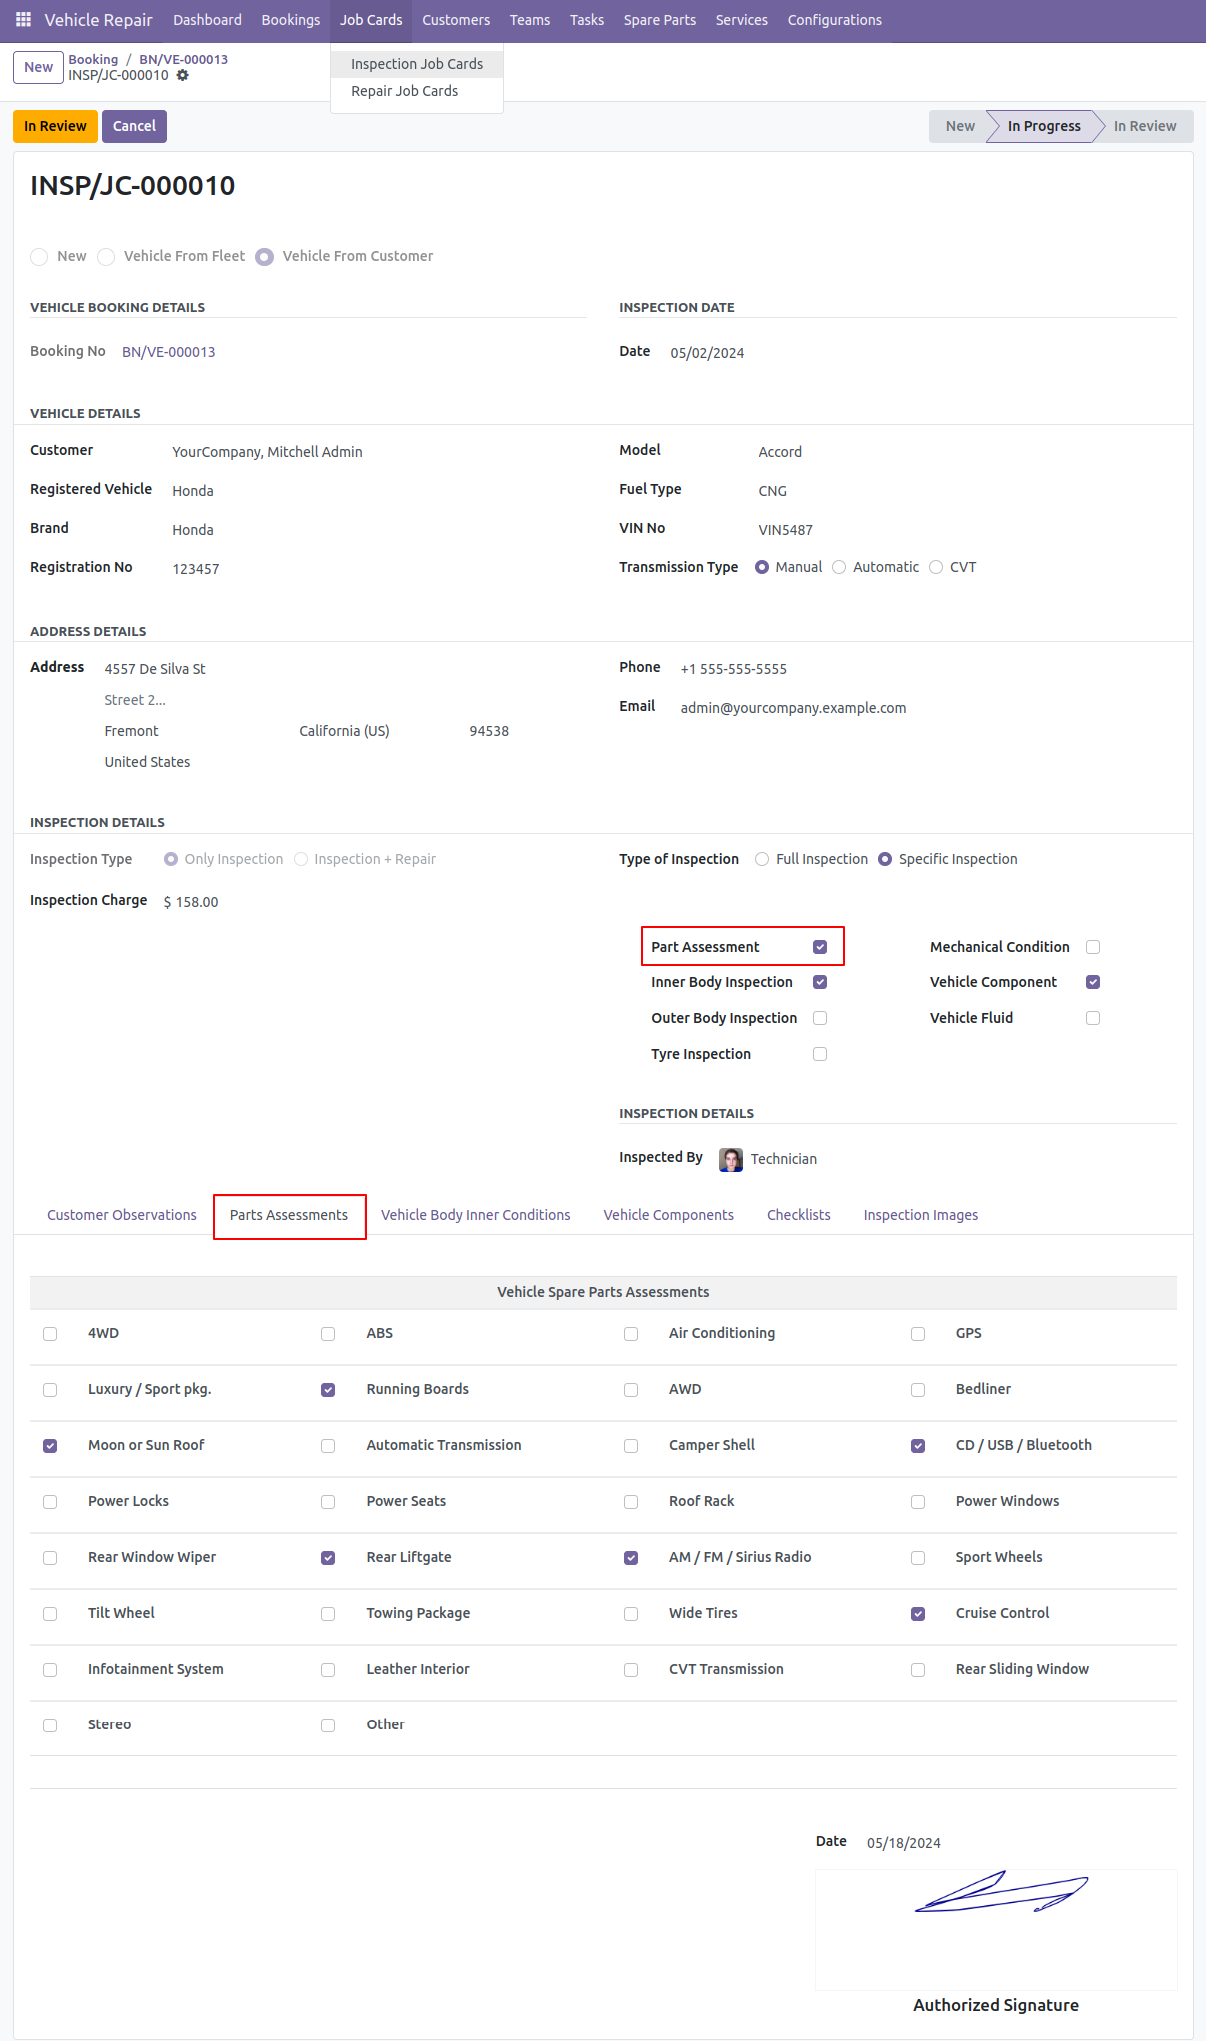 Vehicle Repair Dashboard Bookings Job Cards Customers Teams Tasks Spare Parts Services Configurations
Inspection Job Cards
Repair Job Cards
New
Booking / BN/VE-000013
INSP/JC-000010
In Review Cancel
New In Progress In Review
INSP/JC-000010
New Vehicle From Fleet Vehicle From Customer
VEHICLE BOOKING DETAILS
Booking No BN/VE-000013
INSPECTION DATE
Date 05/02/2024
VEHICLE DETAILS
Customer YourCompany, Mitchell Admin
Registered Vehicle Honda
Brand Honda
Registration No 123457
Model Accord
Fuel Type CNG
VIN No VIN5487
Transmission Type Manual Automatic CVT
ADDRESS DETAILS
Address 4557 De Silva St
Street 2...
Fremont California (US) 94538
United States
Phone +1 555-555-5555
Email admin@yourcompany.example.com
INSPECTION DETAILS
Inspection Type Only Inspection Inspection + Repair
Inspection Charge $ 158.00
Type of Inspection Full Inspection Specific Inspection
Part Assessment Mechanical Condition
Inner Body Inspection Vehicle Component
Outer Body Inspection Vehicle Fluid
Tyre Inspection
INSPECTION DETAILS
Inspected By Technician
Customer Observations Parts Assessments Vehicle Body Inner Conditions Vehicle Components Checklists Inspection Images
Vehicle Spare Parts Assessments
4WD ABS Air Conditioning GPS
Luxury / Sport pkg. Running Boards AWD Bedliner
Moon or Sun Roof Automatic Transmission Camper Shell CD / USB / Bluetooth
Power Locks Power Seats Roof Rack Power Windows
Rear Window Wiper Rear Liftgate AM / FM / Sirius Radio Sport Wheels
Tilt Wheel Towing Package Wide Tires Cruise Control
Infotainment System Leather Interior CVT Transmission Rear Sliding Window
Stereo Other
Date 05/18/2024
Authorized Signature